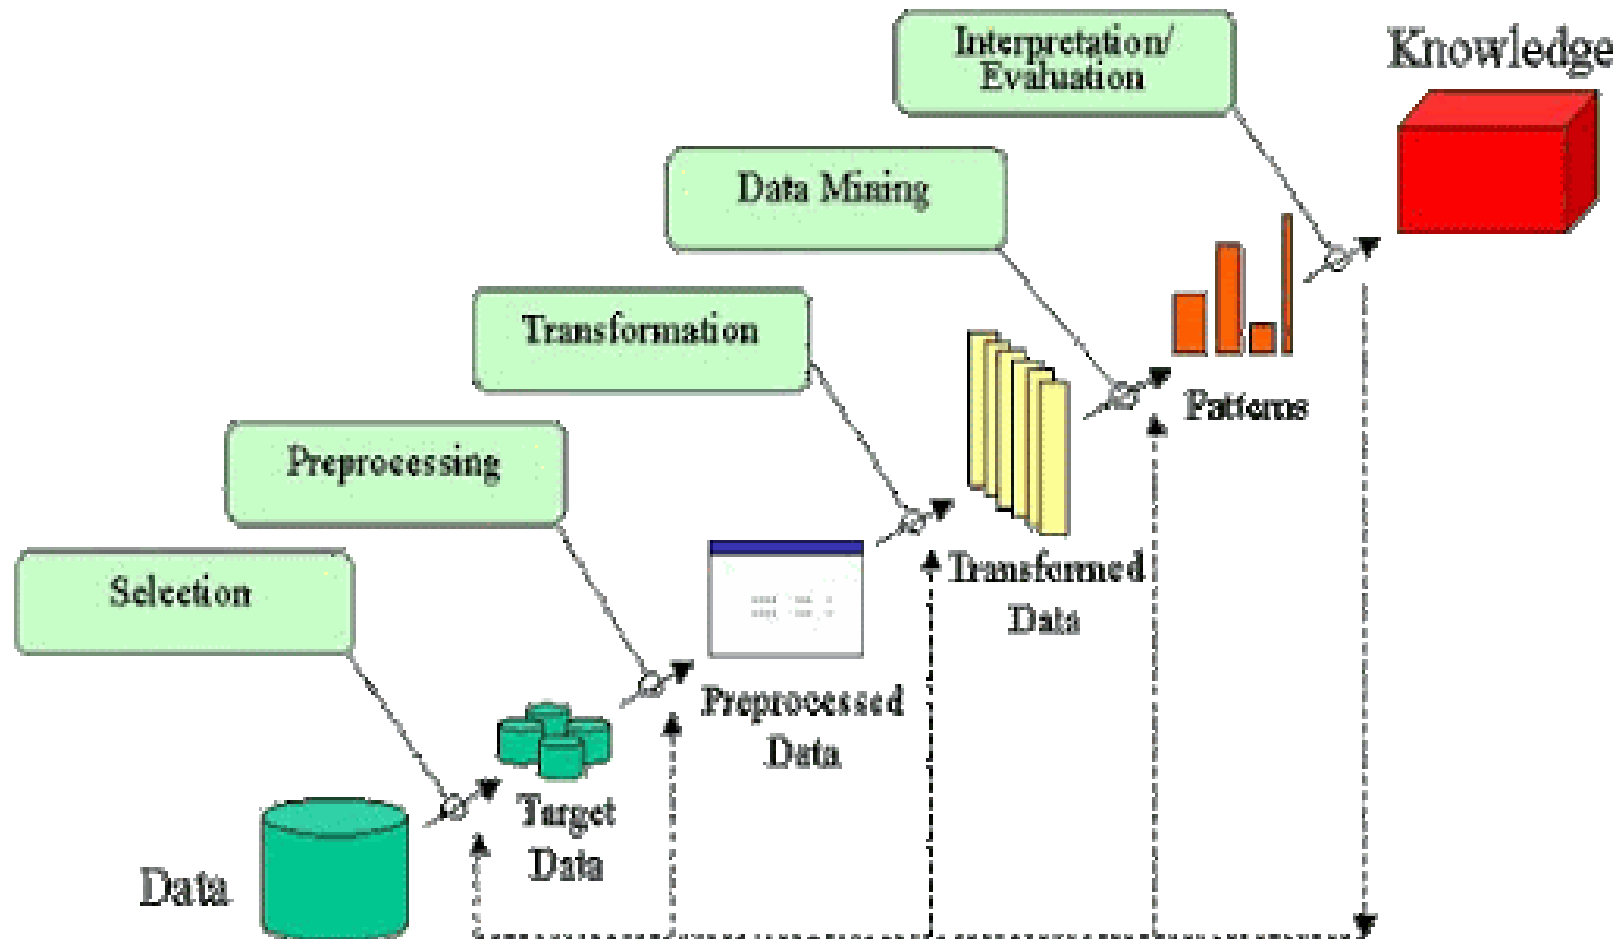 Interpretation/
Evaluation
Knowledge
Data Mining
Transformation
Patterns
Preprocessing
Transformed
Data
Selection
Preprocessed
Data
Target
Data
Data